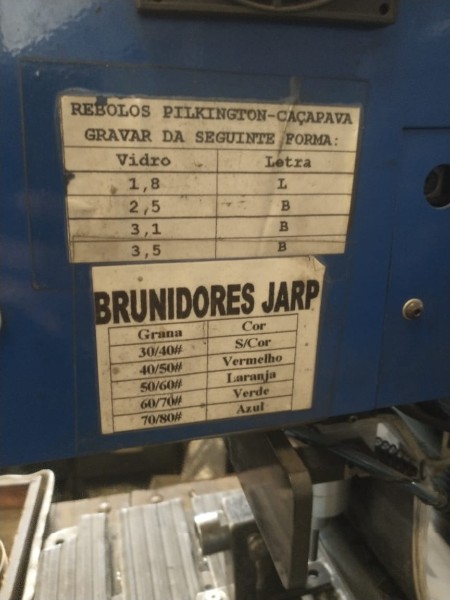 REBOLOS PILKINGTON-CAÇAPAVA
GRAVAR DA SEGUINTE FORMA:
Vidro Letra
1,8 L
2,5 B
3,1 B
3,5 B
BRUNIDORES JARP
Grana Cor
30/40# S/Cor
40/50# Vermelho
50/60# Laranja
60/70# Verde
70/80# Azul